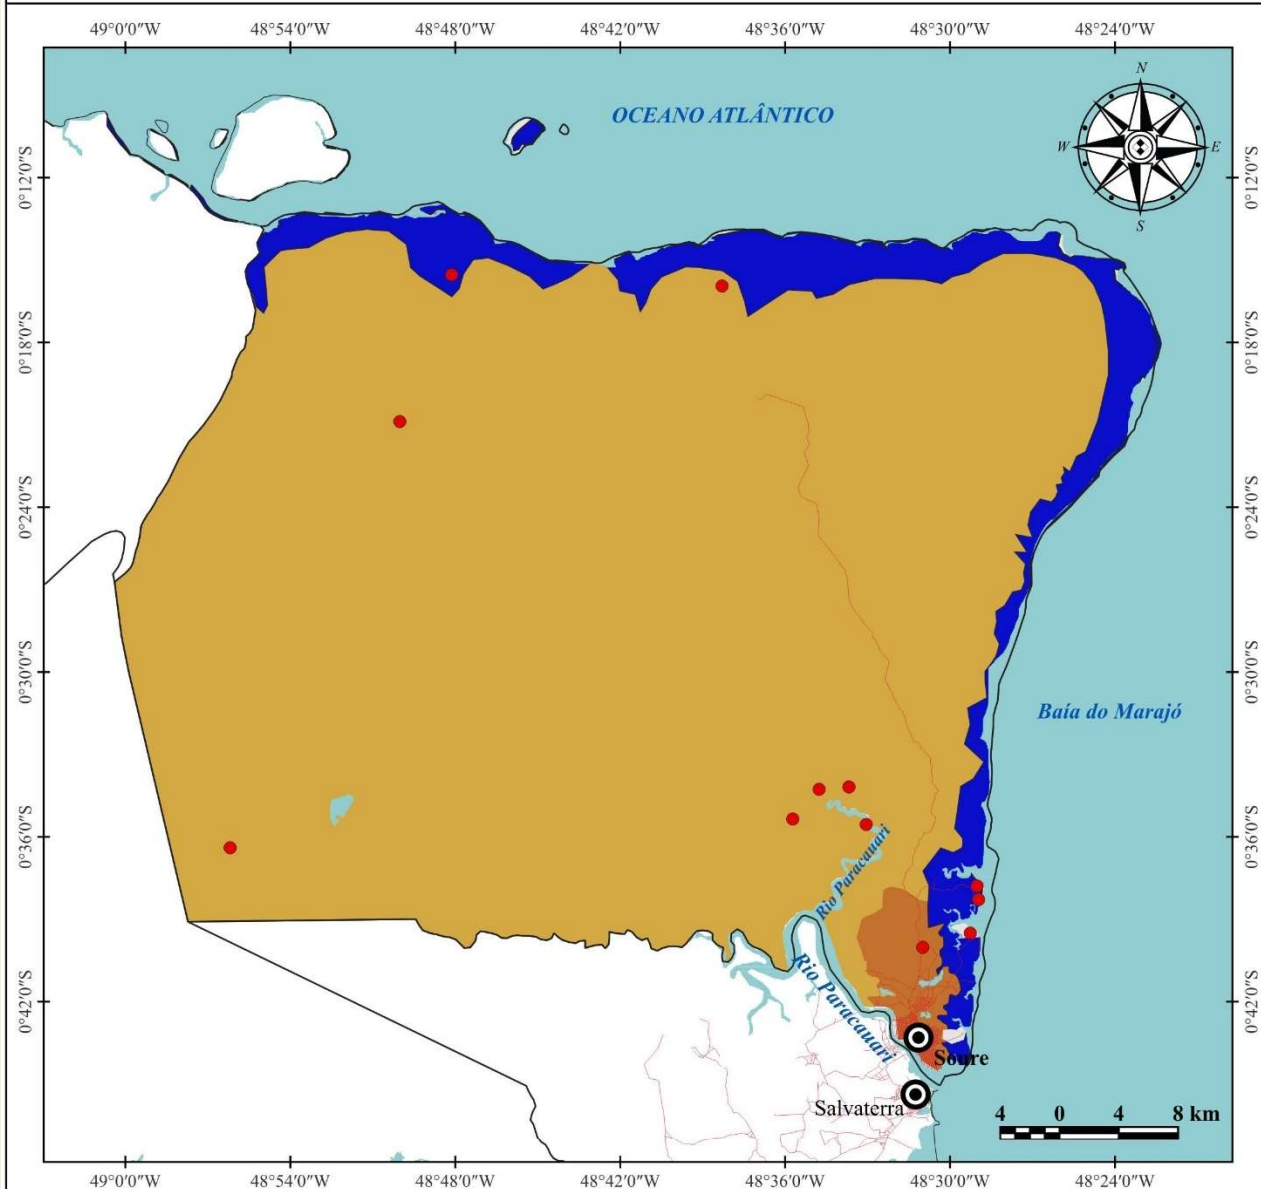 49°0'0"W 48°54'0"W 48°48'0"W 48°42'0"W 48°36'0"W 48°30'0"W 48°24'0"W
N
OCEANO ATLÂNTICO
W E
S
0°12'0"S 0°12'0"S
0°18'0"S 0°18'0"S
0°24'0"S 0°24'0"S
0°30'0"S 0°30'0"S
Baía do Marajó
0°36'0"S 0°36'0"S
Rio Paracauari
Rio Paracauari
0°42'0"S 0°42'0"S
Soure
Salvaterra
4 0 4 8 km
49°0'0"W 48°54'0"W 48°48'0"W 48°42'0"W 48°36'0"W 48°30'0"W 48°24'0"W